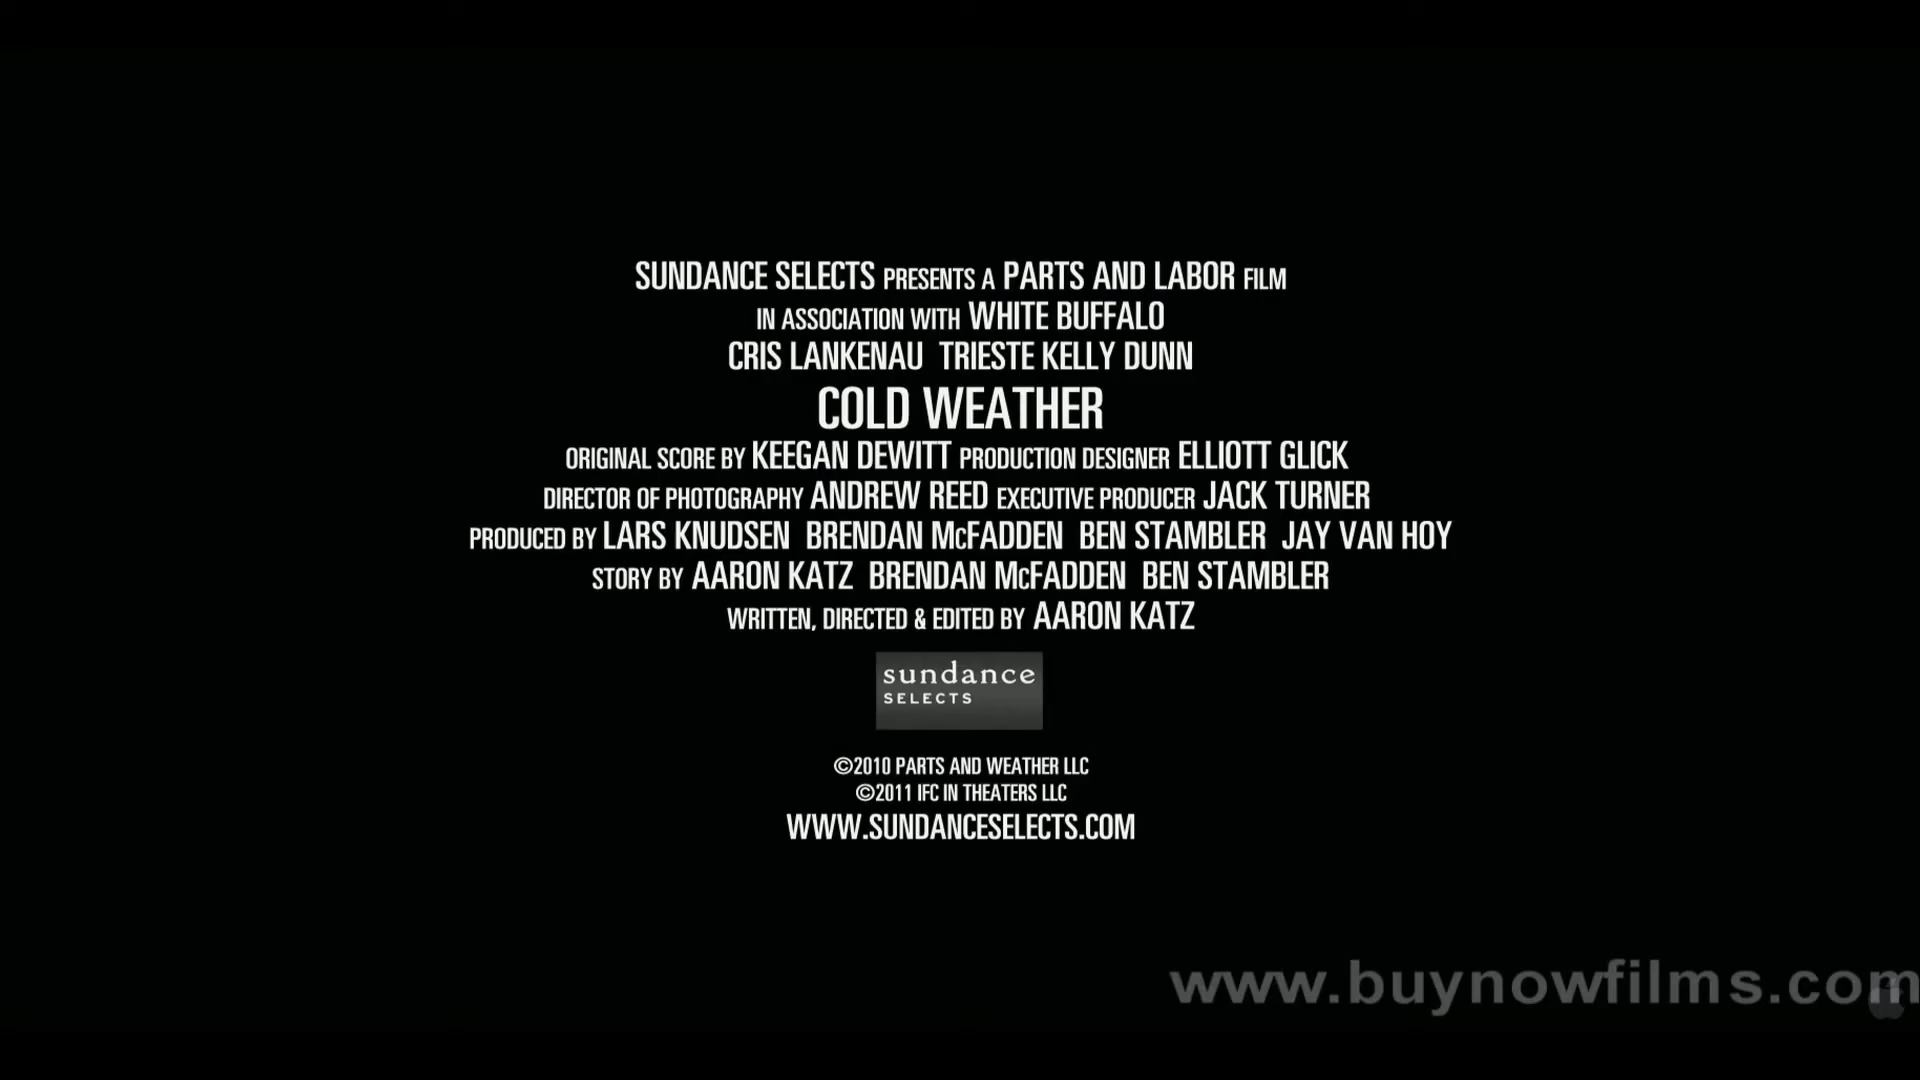 SUNDANCE SELECTS PRESENTS A PARTS AND LABOR FILM
IN ASSOCIATION WITH WHITE BUFFALO
CRIS LANKENAU TRIESTE KELLY DUNN
COLD WEATHER
ORIGINAL SCORE BY KEEGAN DEWITT PRODUCTION DESIGNER ELLIOTT GLICK
DIRECTOR OF PHOTOGRAPHY ANDREW REED EXECUTIVE PRODUCER JACK TURNER
PRODUCED BY LARS KNUDSEN BRENDAN McFADDEN BEN STAMBLER JAY VAN HOY
STORY BY AARON KATZ BRENDAN McFADDEN BEN STAMBLER
WRITTEN, DIRECTED & EDITED BY AARON KATZ
sundance
SELECTS
©2010 PARTS AND WEATHER LLC
©2011 IFC IN THEATERS LLC
WWW.SUNDANCESELECTS.COM
www.buynowfilms.com